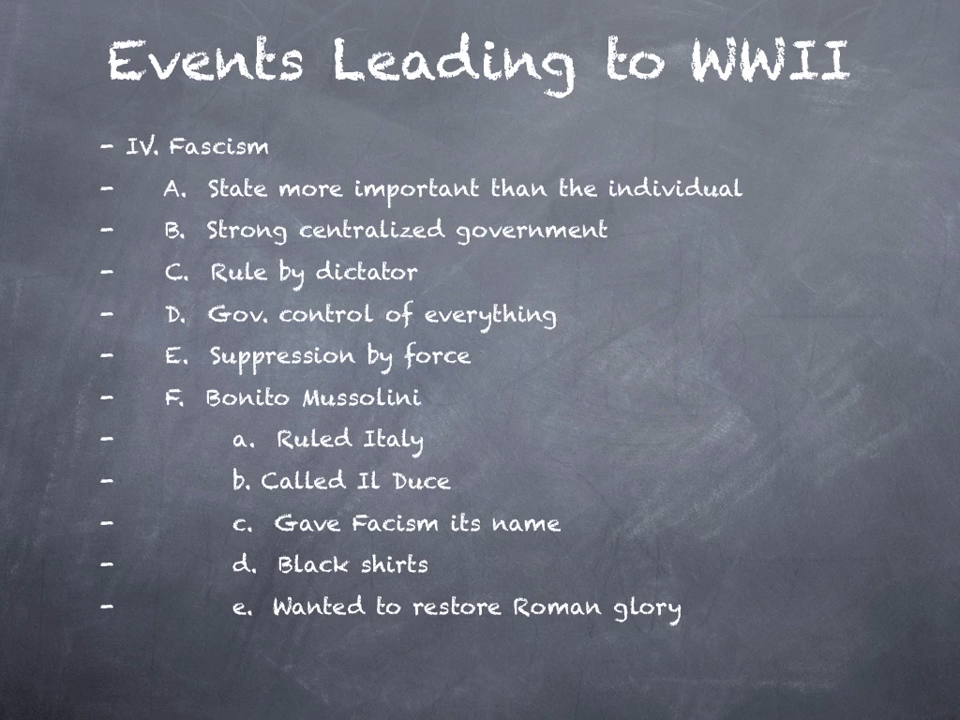 Events Leading to WWII
- IV. Fascism
- A. State more important than the individual
- B. Strong centralized government
- C. Rule by dictator
- D. Gov. control of everything
- E. Suppression by force
- F. Bonito Mussolini
- a. Ruled Italy
- b. Called Il Duce
- c. Gave Facism its name
- d. Black shirts
- e. Wanted to restore Roman glory